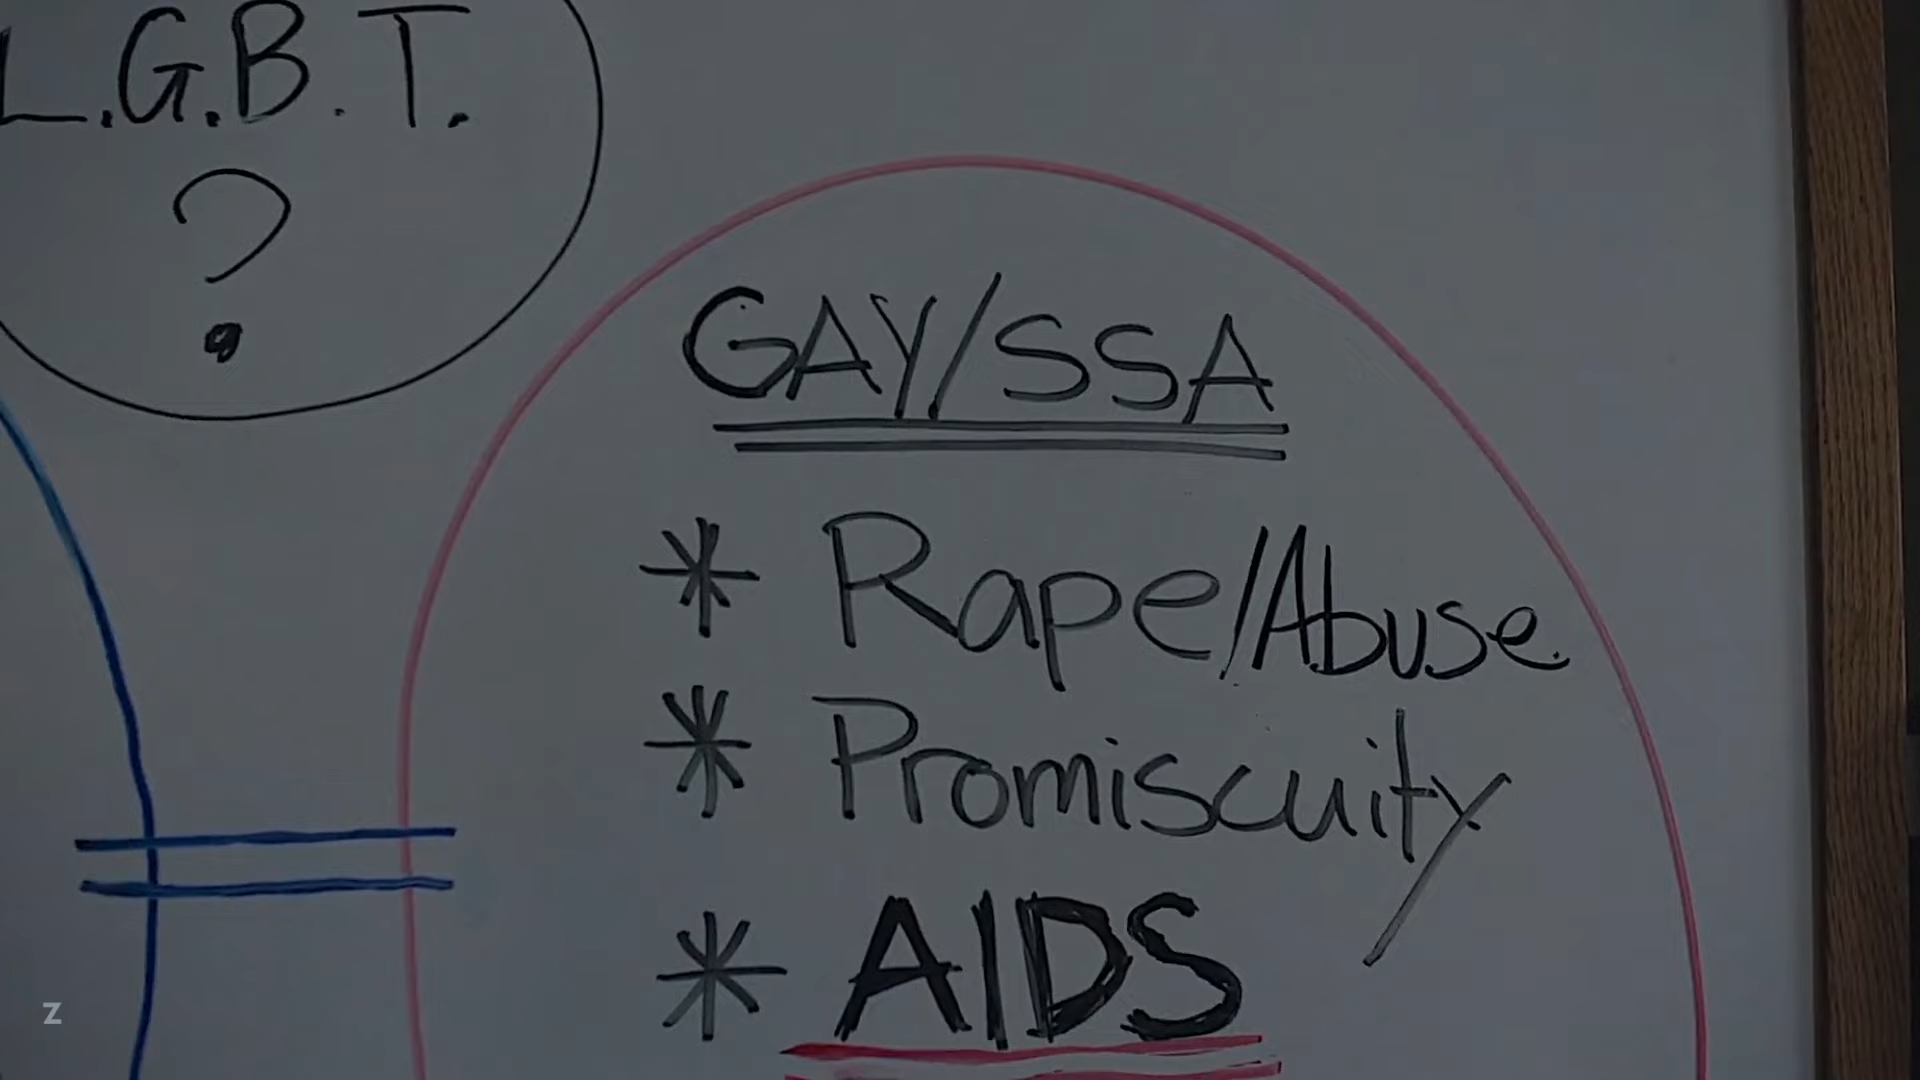 L.G.B.T.
?
GAY/SSA
* Rape/Abuse
* Promiscuity
* AIDS
z